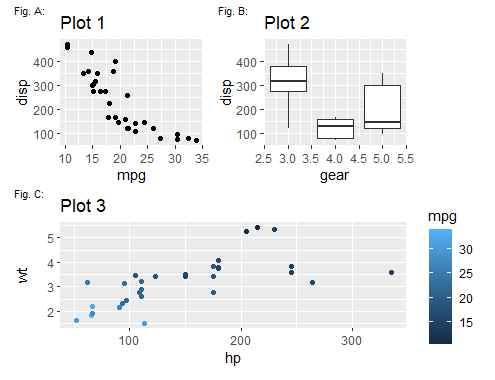 Fig. A:
Plot 1
disp
400
300
200
100
10 15 20 25 30 35
mpg
Fig. B:
Plot 2
disp
400
300
200
100
2.5 3.0 3.5 4.0 4.5 5.0 5.5
gear
Fig. C:
Plot 3
wt
5
4
3
2
100 200 300
hp
mpg
30
25
20
15